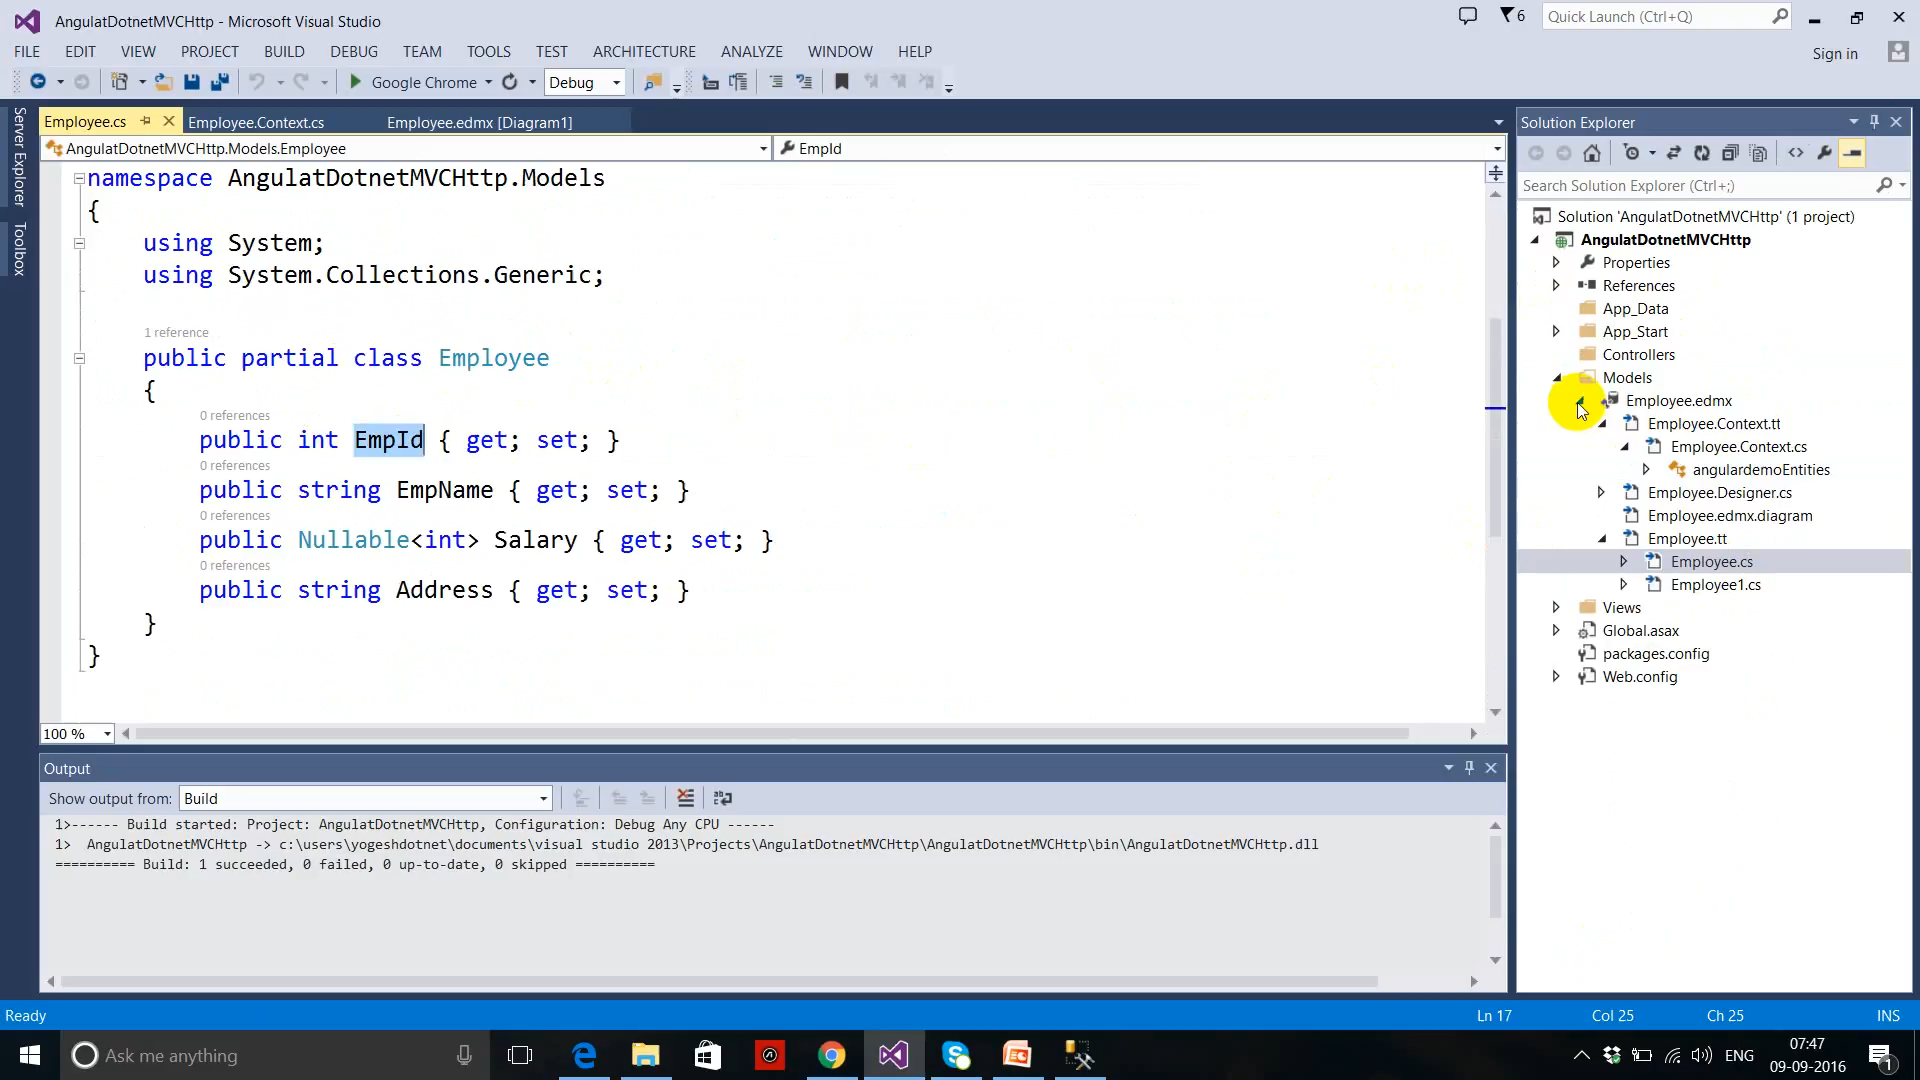 AngulatDotnetMVCHttp - Microsoft Visual Studio
6
Quick Launch (Ctrl+Q)
FILE EDIT VIEW PROJECT BUILD DEBUG TEAM TOOLS TEST ARCHITECTURE ANALYZE WINDOW HELP
Sign in
Google Chrome Debug
Server Explorer
Toolbox
Employee.cs Employee.Context.cs Employee.edmx [Diagram1]
AngulatDotnetMVCHttp.Models.Employee EmpId
namespace AngulatDotnetMVCHttp.Models
{
using System;
using System.Collections.Generic;
1 reference
public partial class Employee
{
0 references
public int EmpId { get; set; }
0 references
public string EmpName { get; set; }
0 references
public Nullable<int> Salary { get; set; }
0 references
public string Address { get; set; }
}
}
100 %
Output
Show output from: Build
1>------ Build started: Project: AngulatDotnetMVCHttp, Configuration: Debug Any CPU ------
1>  AngulatDotnetMVCHttp -> c:\users\yogeshdotnet\documents\visual studio 2013\Projects\AngulatDotnetMVCHttp\AngulatDotnetMVCHttp\bin\AngulatDotnetMVCHttp.dll
========== Build: 1 succeeded, 0 failed, 0 up-to-date, 0 skipped ==========
Solution Explorer
Search Solution Explorer (Ctrl+;)
Solution 'AngulatDotnetMVCHttp' (1 project)
AngulatDotnetMVCHttp
Properties
References
App_Data
App_Start
Controllers
Models
Employee.edmx
Employee.Context.tt
Employee.Context.cs
angulardemoEntities
Employee.Designer.cs
Employee.edmx.diagram
Employee.tt
Employee.cs
Employee1.cs
Views
Global.asax
packages.config
Web.config
Ready Ln 17 Col 25 Ch 25 INS
Ask me anything
ENG
07:47
09-09-2016
1